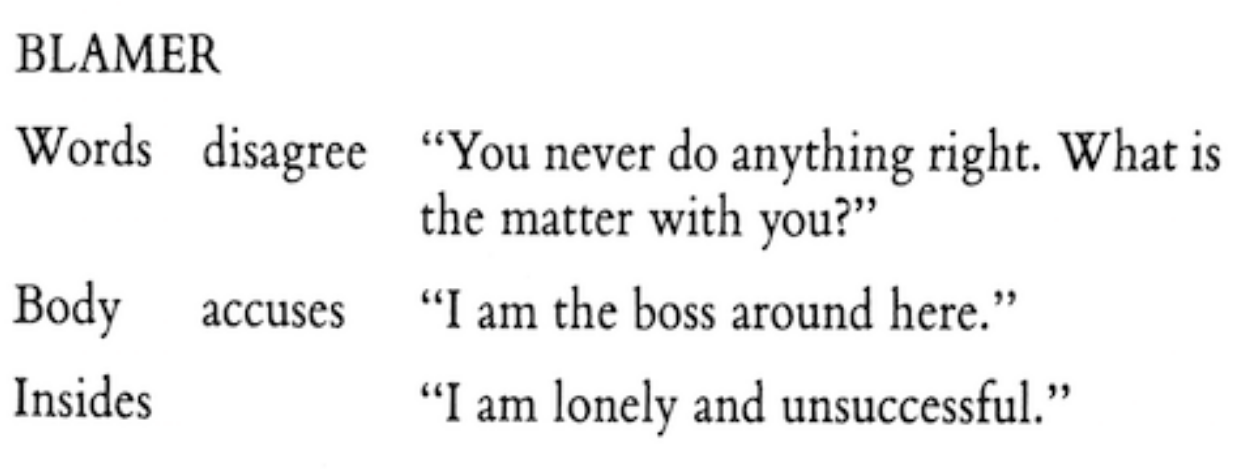 BLAMER
Words disagree “You never do anything right. What is
the matter with you?”
Body accuses “I am the boss around here.”
Insides “I am lonely and unsuccessful.”